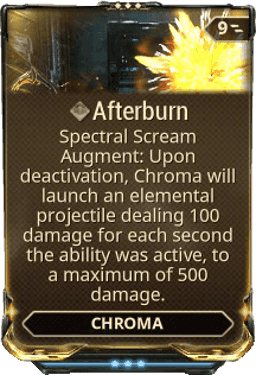 9
Afterburn
Spectral Scream
Augment: Upon
deactivation, Chroma will
launch an elemental
projectile dealing 100
damage for each second
the ability was active, to
a maximum of 500
damage.
CHROMA